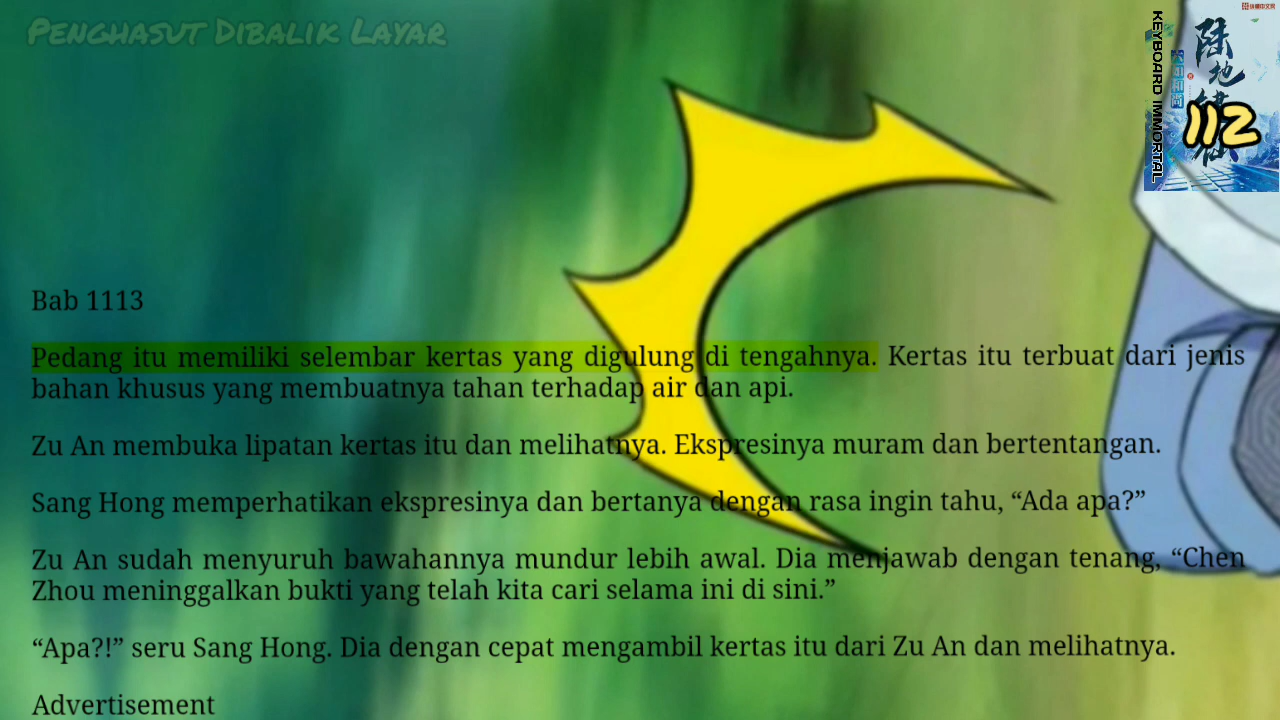 Penghasut Dibalik Layar
KEYBOARD IMMORTAL
陆地键仙
112
Bab 1113
Pedang itu memiliki selembar kertas yang digulung di tengahnya. Kertas itu terbuat dari jenis
bahan khusus yang membuatnya tahan terhadap air dan api.
Zu An membuka lipatan kertas itu dan melihatnya. Ekspresinya muram dan bertentangan.
Sang Hong memperhatikan ekspresinya dan bertanya dengan rasa ingin tahu, “Ada apa?”
Zu An sudah menyuruh bawahannya mundur lebih awal. Dia menjawab dengan tenang, “Chen
Zhou meninggalkan bukti yang telah kita cari selama ini di sini.”
“Apa?!” seru Sang Hong. Dia dengan cepat mengambil kertas itu dari Zu An dan melihatnya.
Advertisement